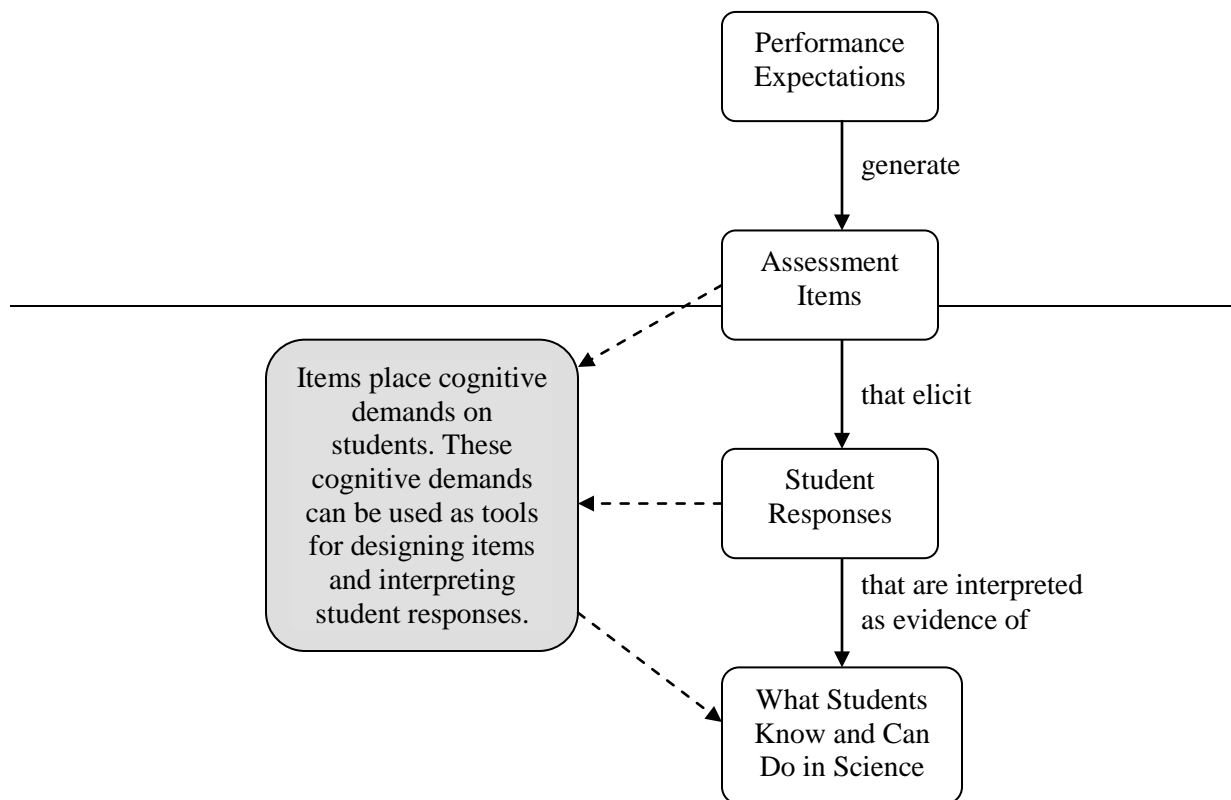 Performance
Expectations
generate
Assessment
Items
Items place cognitive
demands on
students. These
cognitive demands
can be used as tools
for designing items
and interpreting
student responses.
that elicit
Student
Responses
that are interpreted
as evidence of
What Students
Know and Can
Do in Science